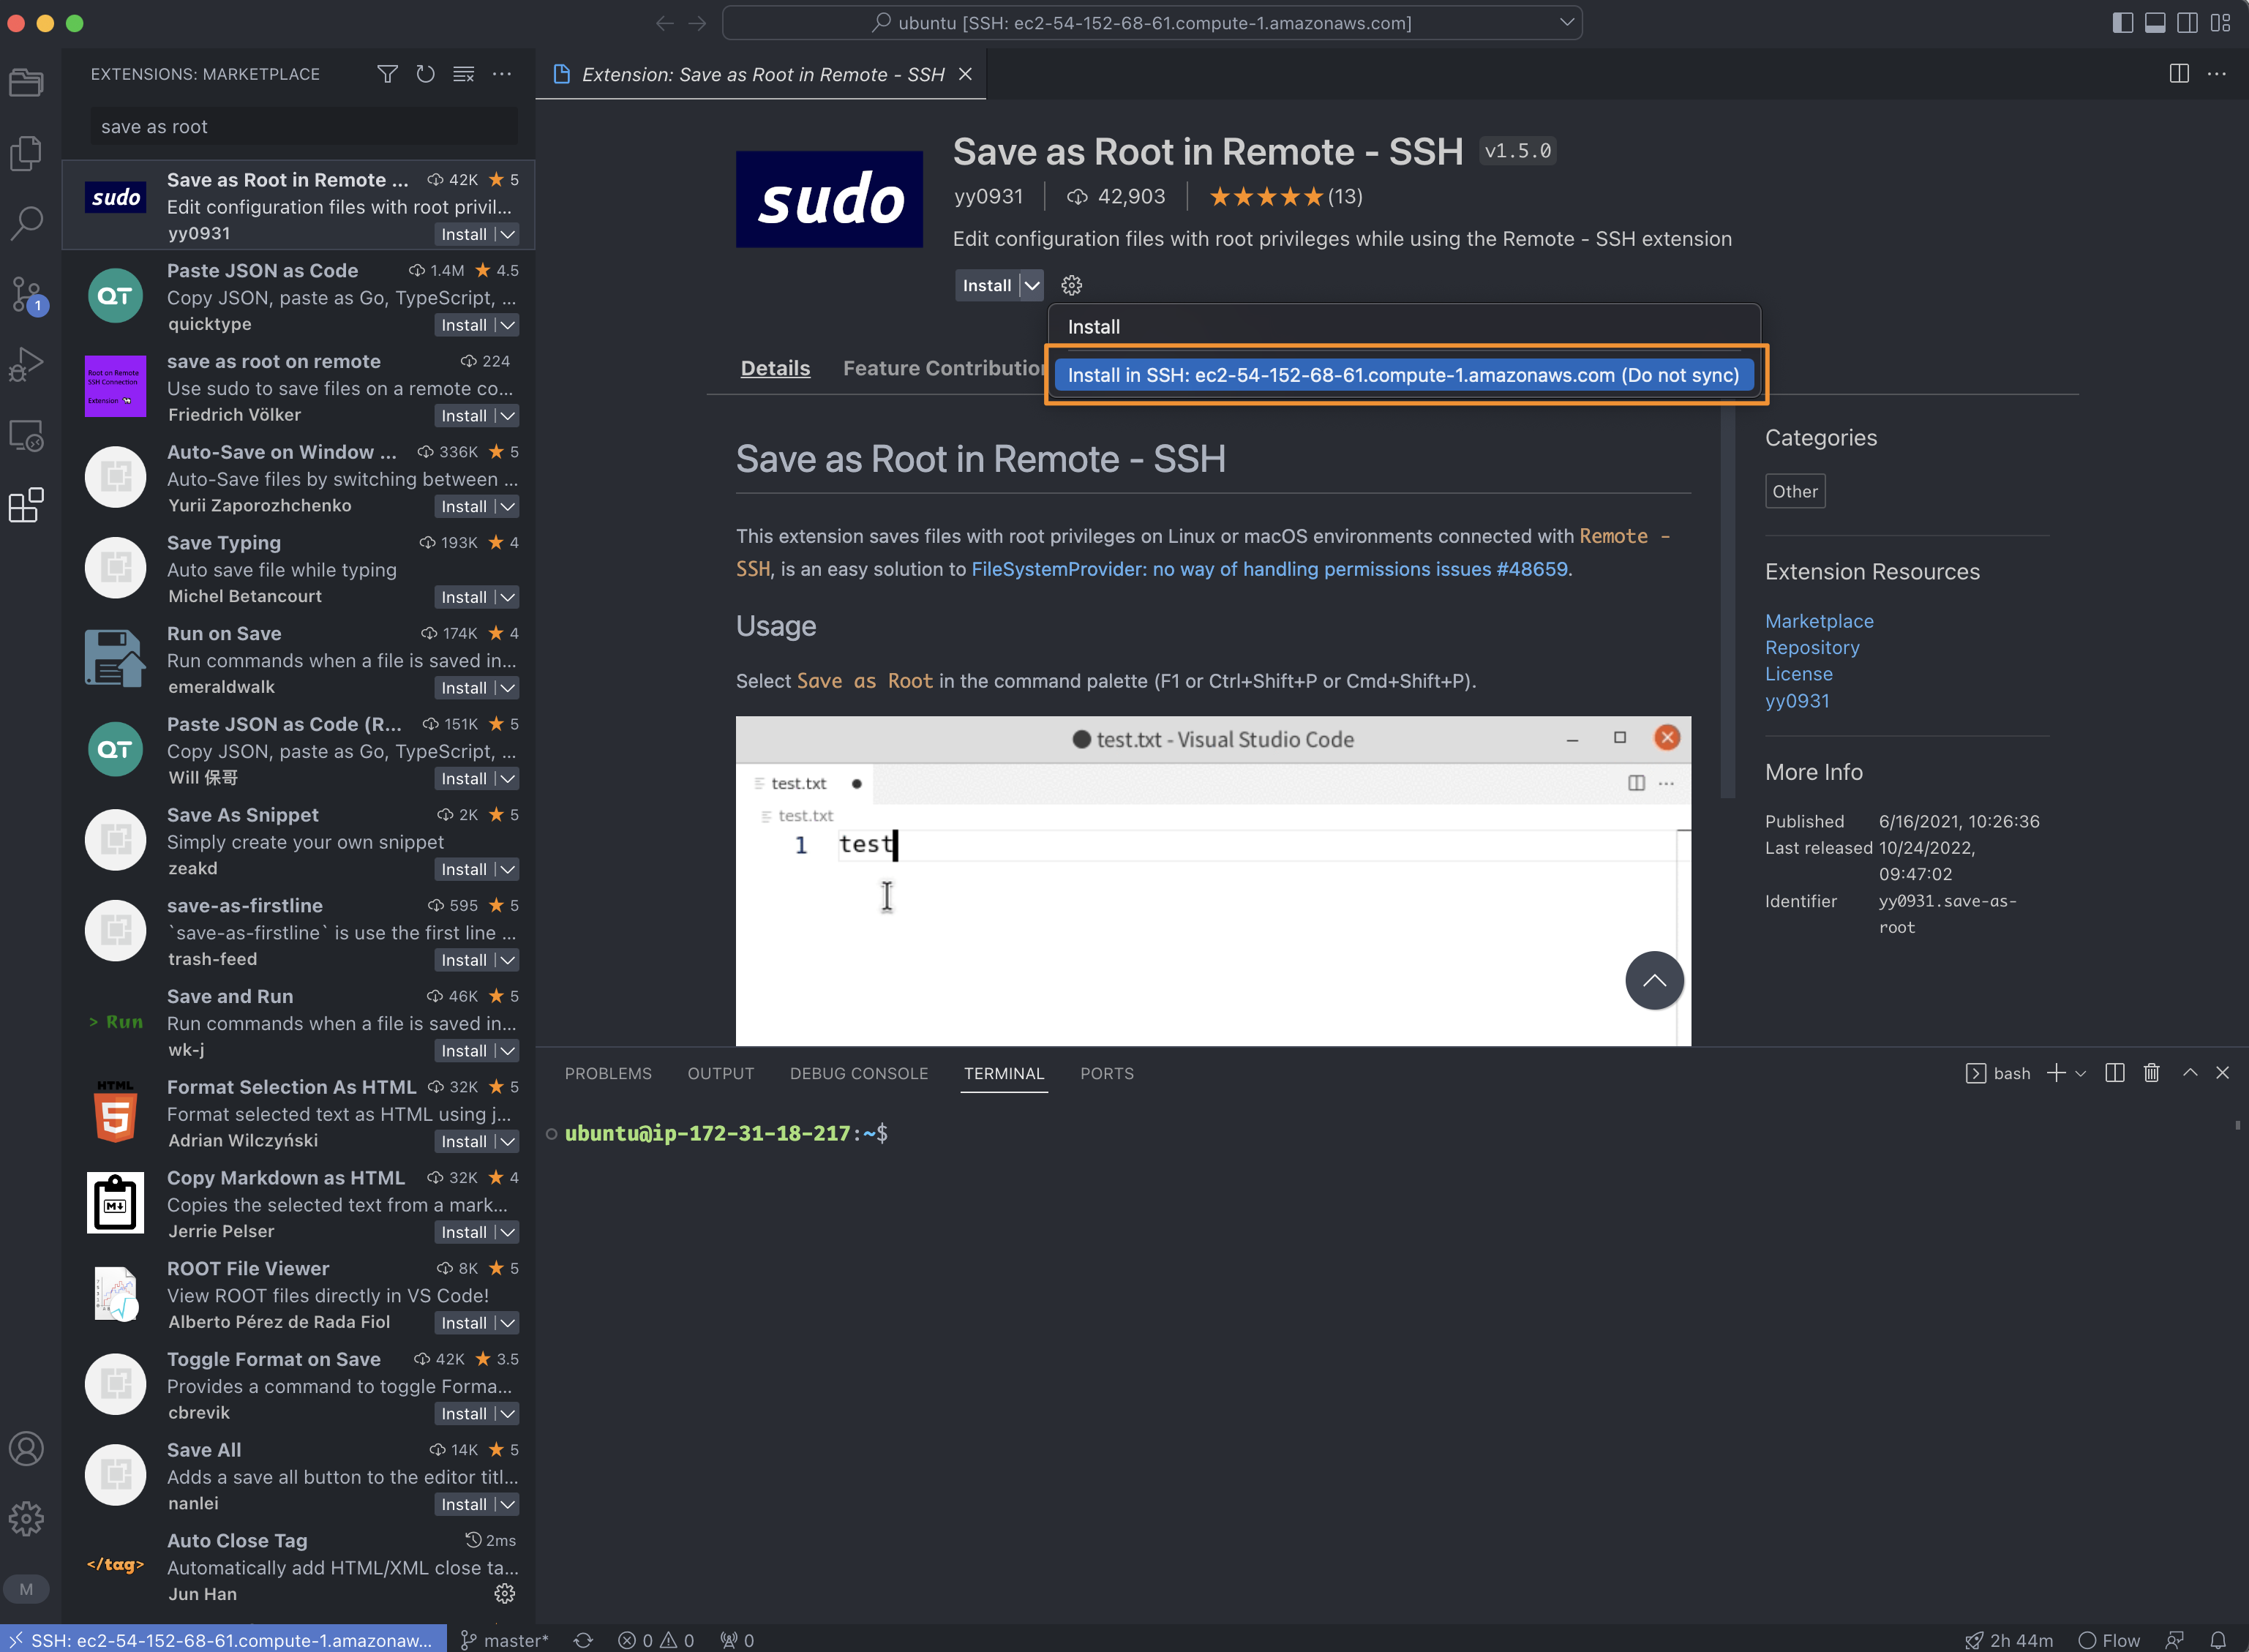 ubuntu [SSH: ec2-54-152-68-61.compute-1.amazonaws.com]
EXTENSIONS: MARKETPLACE
save as root
sudo
Save as Root in Remote ... 42K 5
Edit configuration files with root privil...
yy0931 Install
QT
Paste JSON as Code 1.4M 4.5
Copy JSON, paste as Go, TypeScript, ...
quicktype Install
Root on Remote
SSH Connection
Extension
save as root on remote 224
Use sudo to save files on a remote co...
Friedrich Völker Install
Auto-Save on Window ... 336K 5
Auto-Save files by switching between ...
Yurii Zaporozhchenko Install
Save Typing 193K 4
Auto save file while typing
Michel Betancourt Install
Run on Save 174K 4
Run commands when a file is saved in...
emeraldwalk Install
QT
Paste JSON as Code (R... 151K 5
Copy JSON, paste as Go, TypeScript, ...
Will 保哥 Install
Save As Snippet 2K 5
Simply create your own snippet
zeakd Install
save-as-firstline 595 5
`save-as-firstline` is use the first line ...
trash-feed Install
> Run
Save and Run 46K 5
Run commands when a file is saved in...
wk-j Install
HTML
5
Format Selection As HTML 32K 5
Format selected text as HTML using j...
Adrian Wilczyński Install
M
Copy Markdown as HTML 32K 4
Copies the selected text from a mark...
Jerrie Pelser Install
ROOT File Viewer 8K 5
View ROOT files directly in VS Code!
Alberto Pérez de Rada Fiol Install
Toggle Format on Save 42K 3.5
Provides a command to toggle Forma...
cbrevik Install
Save All 14K 5
Adds a save all button to the editor titl...
nanlei Install
</tag>
Auto Close Tag 2ms
Automatically add HTML/XML close ta...
Jun Han
1
M
Extension: Save as Root in Remote - SSH
sudo
Save as Root in Remote - SSH v1.5.0
yy0931 42,903 (13)
Edit configuration files with root privileges while using the Remote - SSH extension
Install
Install
Install in SSH: ec2-54-152-68-61.compute-1.amazonaws.com (Do not sync)
Details Feature Contribution
Save as Root in Remote - SSH
This extension saves files with root privileges on Linux or macOS environments connected with Remote -
SSH, is an easy solution to FileSystemProvider: no way of handling permissions issues #48659.
Usage
Select Save as Root in the command palette (F1 or Ctrl+Shift+P or Cmd+Shift+P).
test.txt - Visual Studio Code
test.txt
test.txt
1 test
Categories
Other
Extension Resources
Marketplace
Repository
License
yy0931
More Info
Published 6/16/2021, 10:26:36
Last released 10/24/2022,
09:47:02
Identifier yy0931.save-as-
root
PROBLEMS OUTPUT DEBUG CONSOLE TERMINAL PORTS
bash
ubuntu@ip-172-31-18-217:~$
SSH: ec2-54-152-68-61.compute-1.amazonaw... master* 0 0 0
2h 44m Flow